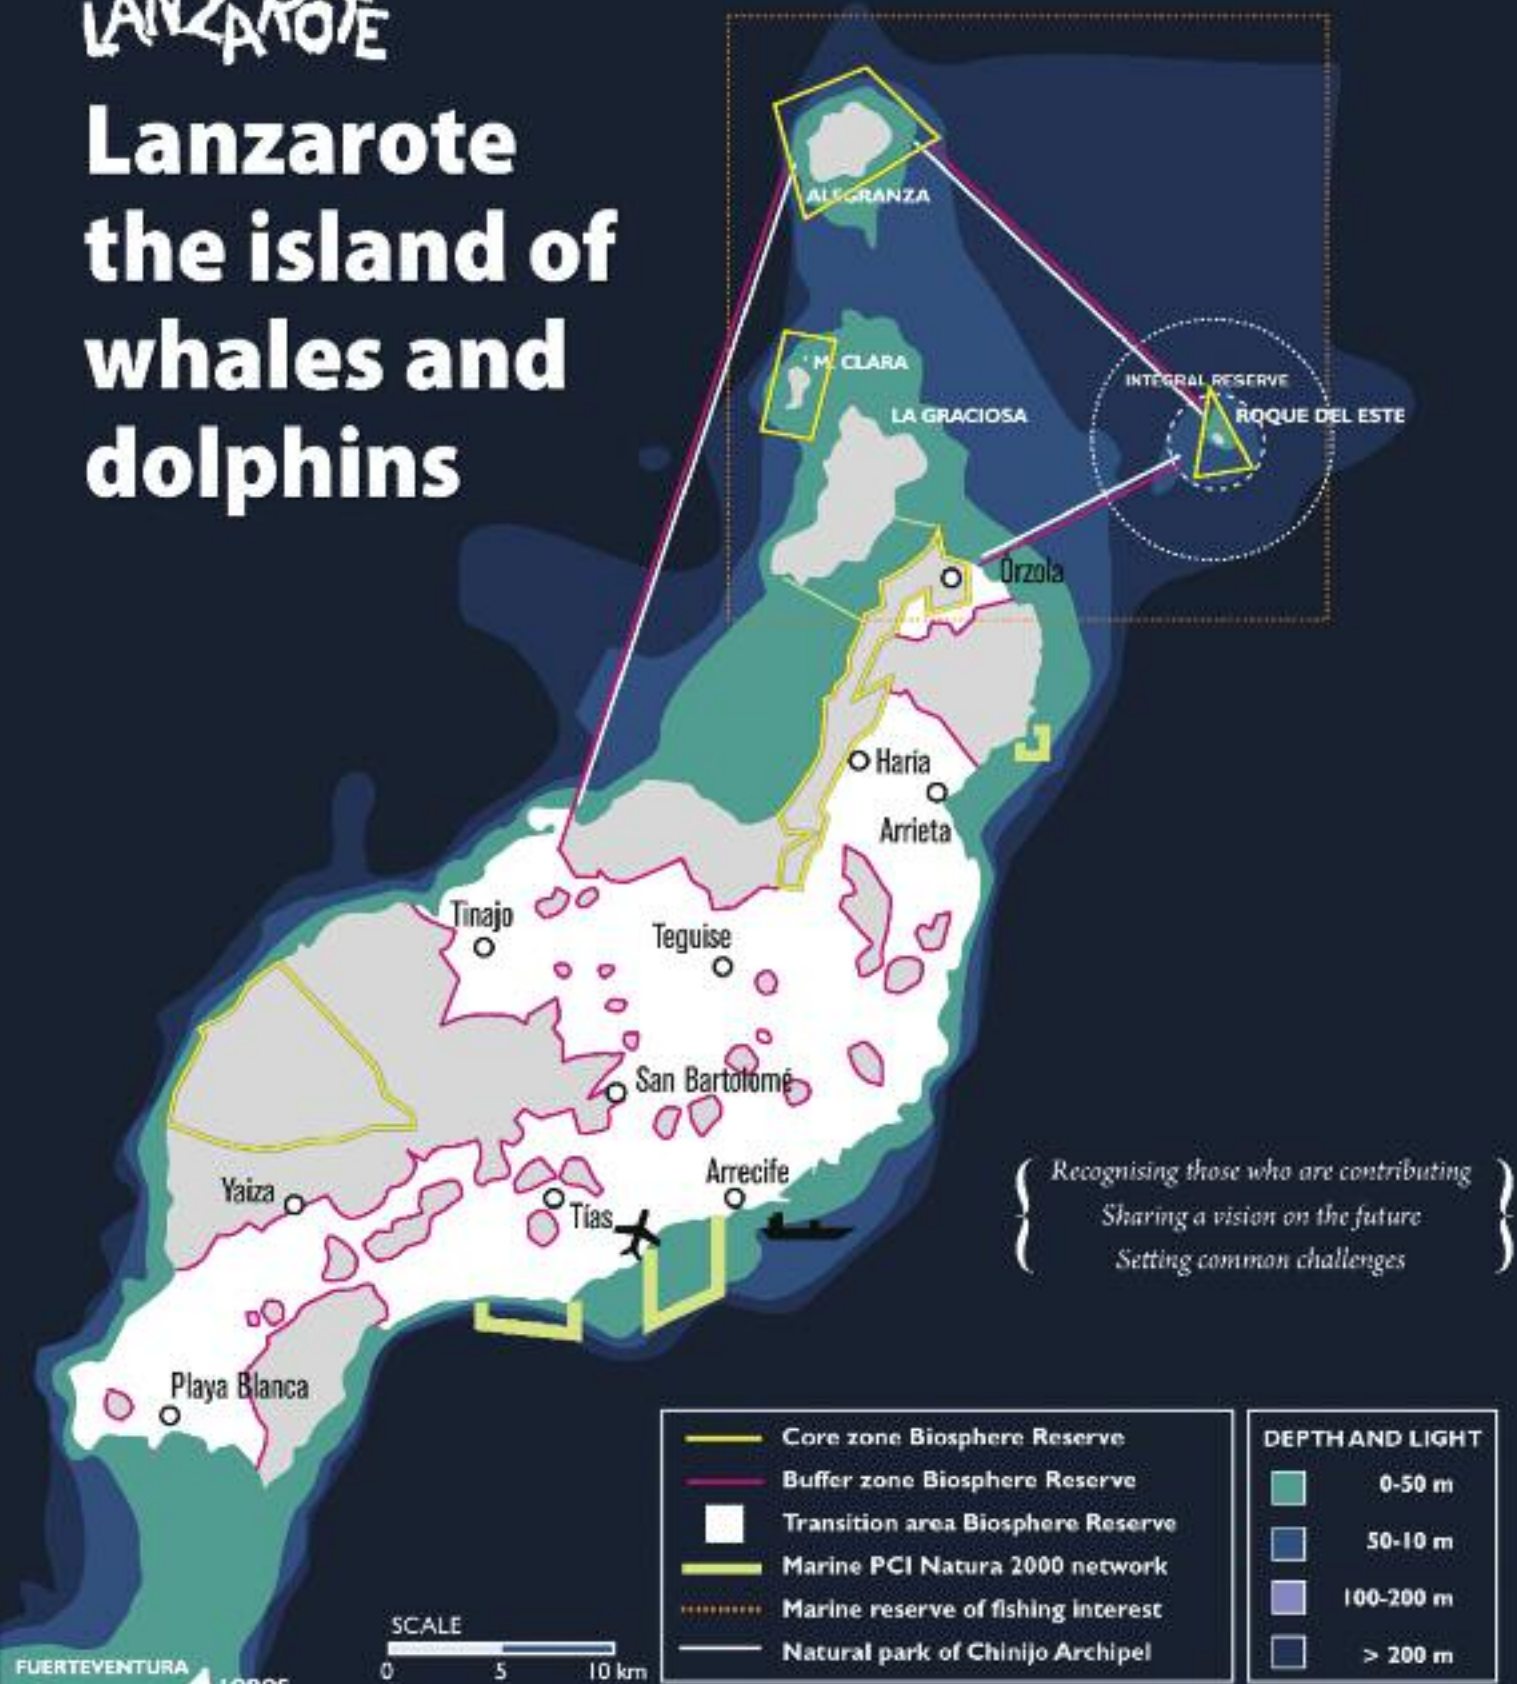 LANZAROTE
Lanzarote
the island of
whales and
dolphins
ALEGRANZA
M. CLARA
LA GRACIOSA
INTEGRAL RESERVE
ROQUE DEL ESTE
Órzola
Haría
Arrieta
Tinajo
Teguise
San Bartolomé
Yaiza
Tías
Arrecife
Playa Blanca
Recognising those who are contributing
Sharing a vision on the future
Setting common challenges
Core zone Biosphere Reserve
Buffer zone Biosphere Reserve
Transition area Biosphere Reserve
Marine PCI Natura 2000 network
Marine reserve of fishing interest
Natural park of Chinijo Archipel
DEPTH AND LIGHT
0-50 m
50-10 m
100-200 m
> 200 m
SCALE
0 5 10 km
FUERTEVENTURA